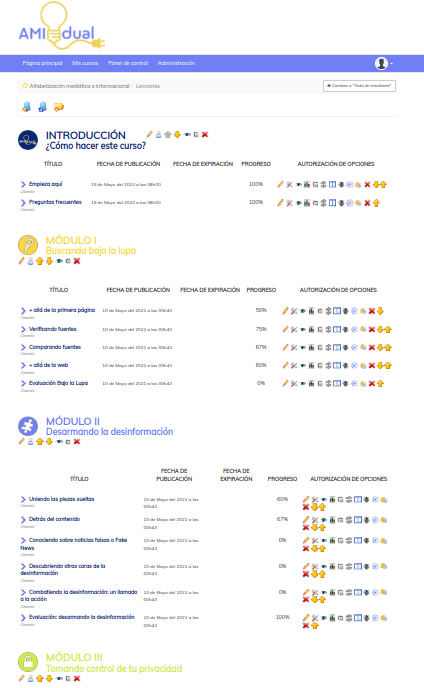 AMI edual
Página principal Mis cursos Panel de control Administración
Alfabetización mediática e informacional / Lecciones
Cambiar a "Vista de estudiante"
INTRODUCCIÓN
¿Cómo hacer este curso?
TÍTULO FECHA DE PUBLICACIÓN FECHA DE EXPIRACIÓN PROGRESO AUTORIZACIÓN DE OPCIONES
Empieza aquí 19 de Mayo del 2022 a las 08h00 100%
Preguntas frecuentes 19 de Mayo del 2022 a las 08h00 100%
MÓDULO I
Buscando bajo la lupa
TÍTULO FECHA DE PUBLICACIÓN FECHA DE EXPIRACIÓN PROGRESO AUTORIZACIÓN DE OPCIONES
+ allá de la primera página 10 de Mayo del 2021 a las 00h43 50%
Verificando fuentes 10 de Mayo del 2021 a las 00h43 75%
Comparando fuentes 10 de Mayo del 2021 a las 00h43 67%
+ allá de la web 10 de Mayo del 2021 a las 00h43 60%
Evaluación Bajo la Lupa 10 de Mayo del 2021 a las 00h43 0%
MÓDULO II
Desarmando la desinformación
TÍTULO FECHA DE PUBLICACIÓN FECHA DE EXPIRACIÓN PROGRESO AUTORIZACIÓN DE OPCIONES
Uniendo las piezas sueltas 10 de Mayo del 2021 a las 00h43 60%
Detrás del contenido 10 de Mayo del 2021 a las 00h43 67%
Conociendo sobre noticias falsas o Fake News 10 de Mayo del 2021 a las 00h43 0%
Descubriendo otras caras de la desinformación 10 de Mayo del 2021 a las 00h43 0%
Combatiendo la desinformación: un llamado a la acción 10 de Mayo del 2021 a las 00h43 0%
Evaluación: desarmando la desinformación 10 de Mayo del 2021 a las 00h43 100%
MÓDULO III
Tomando control de tu privacidad